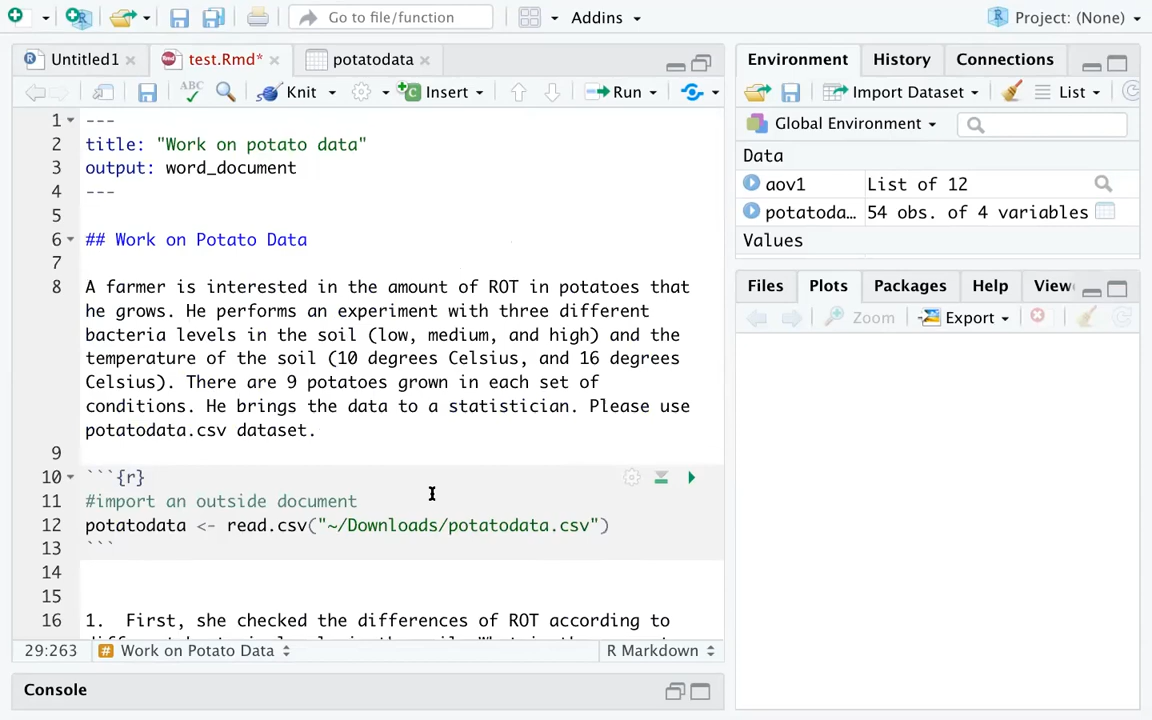 Go to file/function
Addins
Project: (None)
Untitled1
test.Rmd*
potatodata
ABC
Knit
Insert
Run
1 ---
2 title: "Work on potato data"
3 output: word_document
4 ---
5
6 ## Work on Potato Data
7
8 A farmer is interested in the amount of ROT in potatoes that
he grows. He performs an experiment with three different
bacteria levels in the soil (low, medium, and high) and the
temperature of the soil (10 degrees Celsius, and 16 degrees
Celsius). There are 9 potatoes grown in each set of
conditions. He brings the data to a statistician. Please use
potatodata.csv dataset.
9
10 ```{r}
11 #import an outside document
12 potatodata <- read.csv("~/Downloads/potatodata.csv")
13 ```
14
15
16 1.  First, she checked the differences of ROT according to
29:263
# Work on Potato Data
R Markdown
Console
Environment
History
Connections
Import Dataset
List
Global Environment
Data
aov1 List of 12
potatoda… 54 obs. of 4 variables
Values
Files
Plots
Packages
Help
View
Zoom
Export